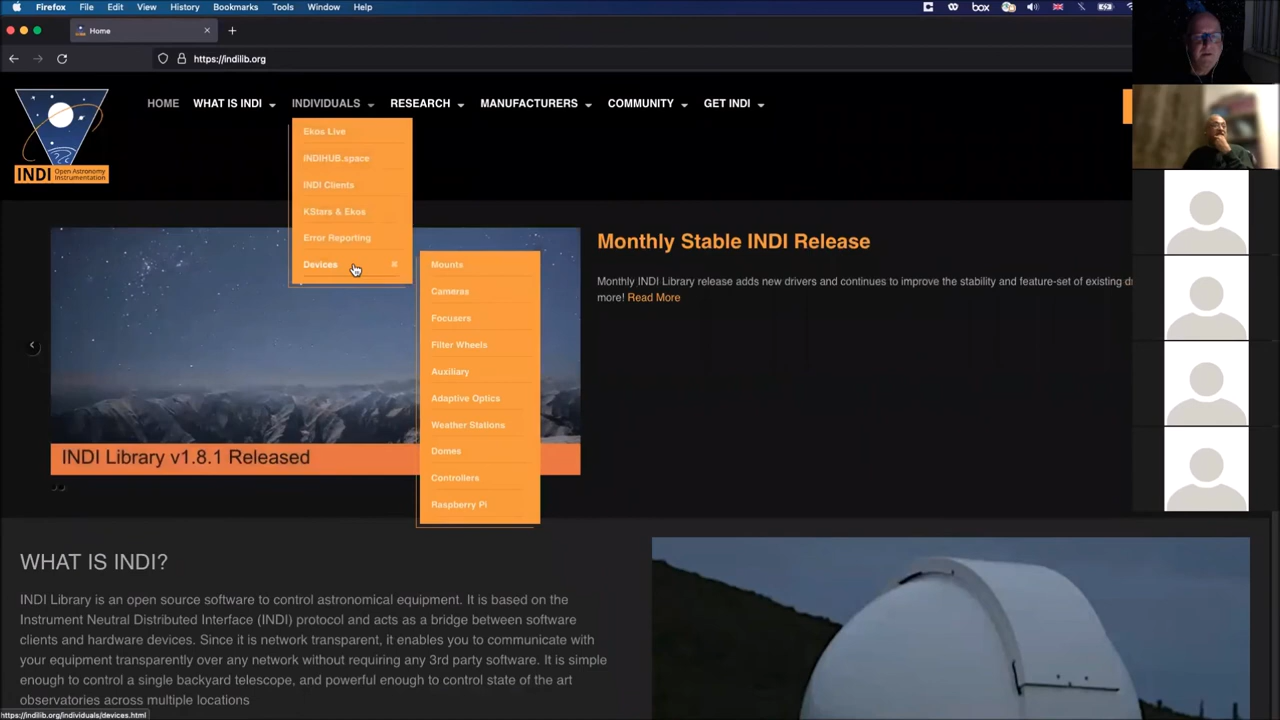 Firefox File Edit View History Bookmarks Tools Window Help
box
Home
https://indilib.org
INDI Open Astronomy Instrumentation
HOME WHAT IS INDI INDIVIDUALS RESEARCH MANUFACTURERS COMMUNITY GET INDI
Ekos Live
INDIHUB.space
INDI Clients
KStars & Ekos
Error Reporting
Devices
Mounts
Cameras
Focusers
Filter Wheels
Auxiliary
Adaptive Optics
Weather Stations
Domes
Controllers
Raspberry PI
INDI Library v1.8.1 Released
Monthly Stable INDI Release
Monthly INDI Library release adds new drivers and continues to improve the stability and feature-set of existing
more! Read More
WHAT IS INDI?
INDI Library is an open source software to control astronomical equipment. It is based on the
Instrument Neutral Distributed Interface (INDI) protocol and acts as a bridge between software
clients and hardware devices. Since it is network transparent, it enables you to communicate with
your equipment transparently over any network without requiring any 3rd party software. It is simple
enough to control a single backyard telescope, and powerful enough to control state of the art
observatories across multiple locations
https://indilib.org/individuals/devices.html